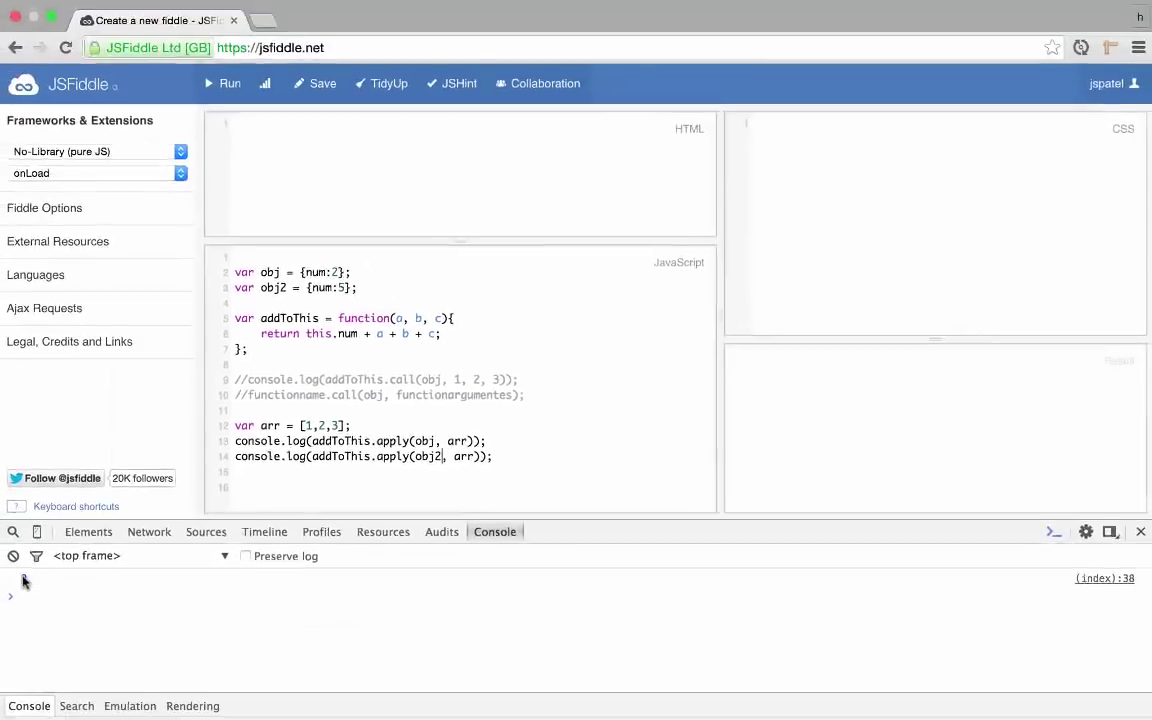 Create a new fiddle - JSFi
h
JSFiddle Ltd [GB] https://jsfiddle.net
JSFiddle
Run
Save
TidyUp
JSHint
Collaboration
jspatel
Frameworks & Extensions
No-Library (pure JS)
onLoad
Fiddle Options
External Resources
Languages
Ajax Requests
Legal, Credits and Links
Follow @jsfiddle 20K followers
? Keyboard shortcuts
1
HTML
1
CSS
JavaScript
1
2 var obj = {num:2};
3 var obj2 = {num:5};
4
5 var addToThis = function(a, b, c){
6 return this.num + a + b + c;
7 };
8
9 //console.log(addToThis.call(obj, 1, 2, 3));
10 //functionname.call(obj, functionargumentes);
11
12 var arr = [1,2,3];
13 console.log(addToThis.apply(obj, arr));
14 console.log(addToThis.apply(obj2, arr));
15
16
Result
Elements Network Sources Timeline Profiles Resources Audits Console
<top frame> Preserve log
(index):38
Console Search Emulation Rendering